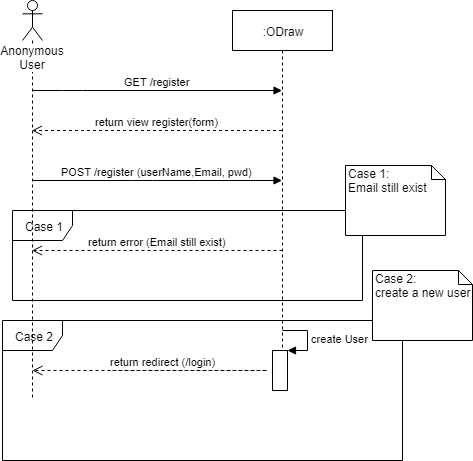 Anonymous
User
:ODraw
GET /register
return view register(form)
POST /register (userName,Email, pwd)
Case 1:
Email still exist
Case 1
return error (Email still exist)
Case 2:
create a new user
Case 2
create User
return redirect (/login)